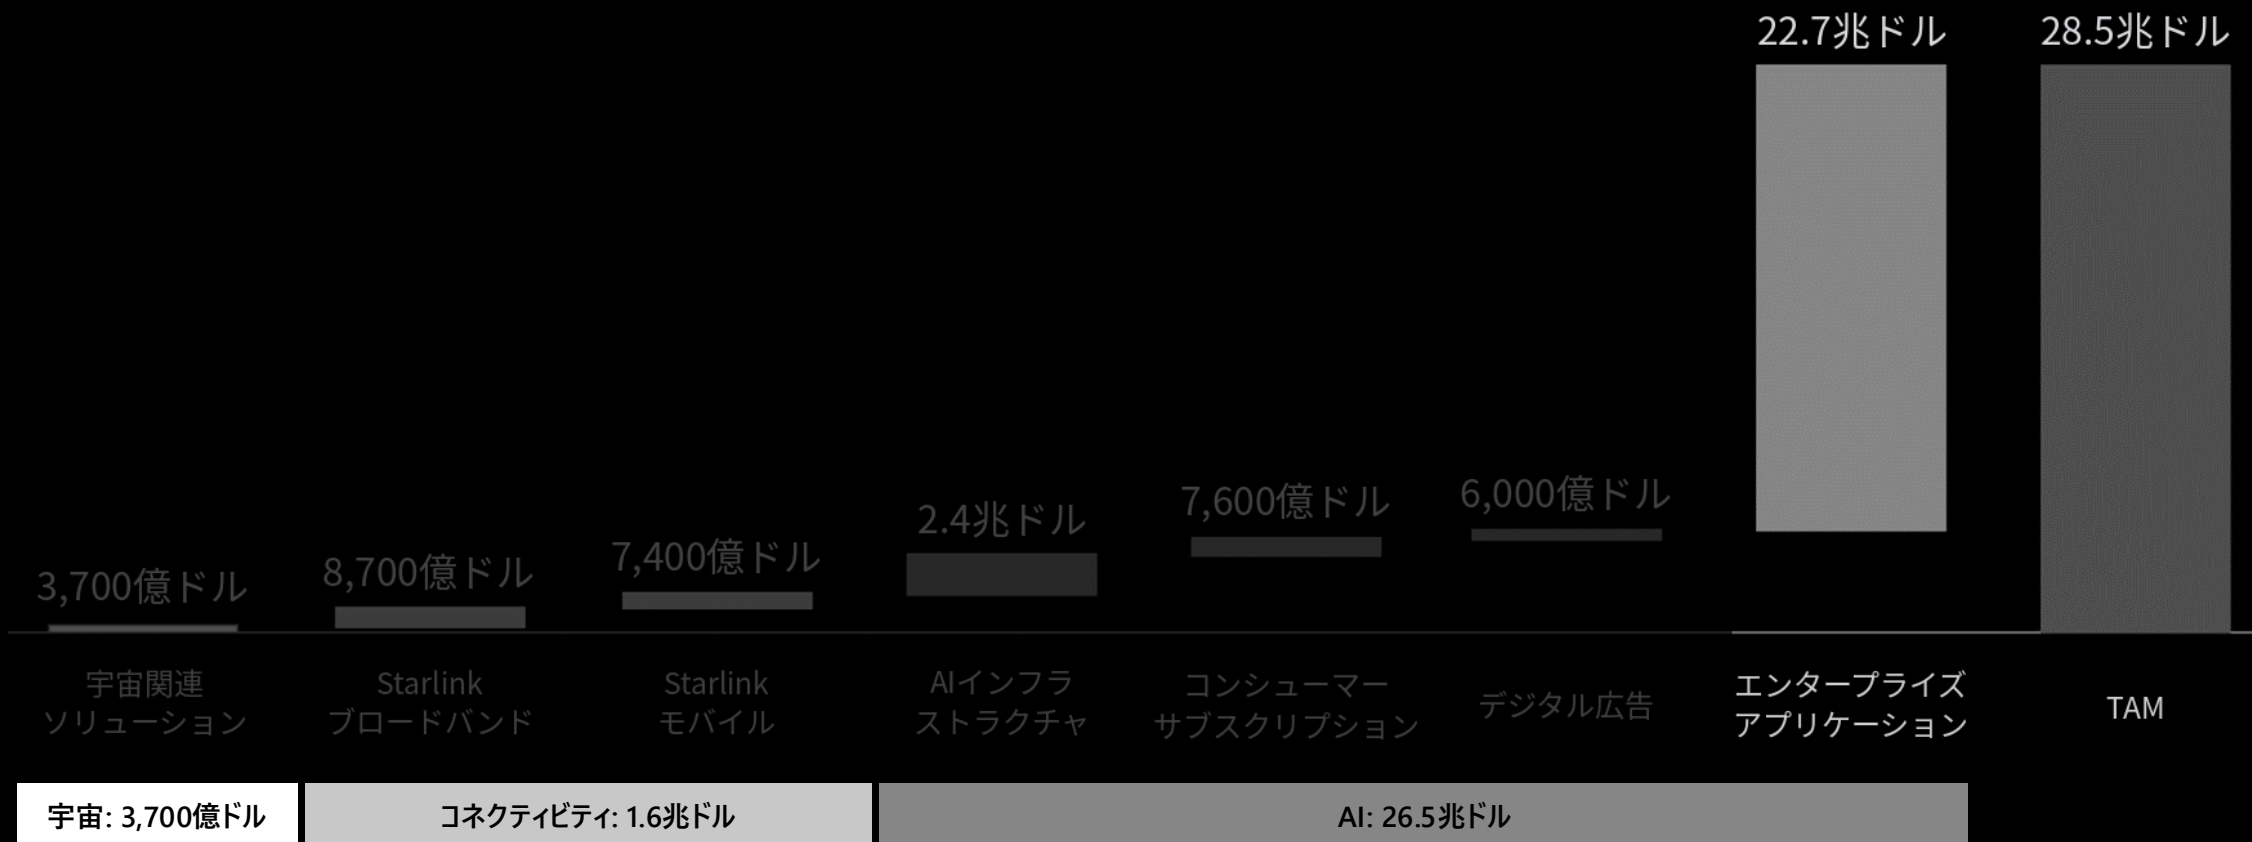 22.7兆ドル
28.5兆ドル
3,700億ドル
8,700億ドル
7,400億ドル
2.4兆ドル
7,600億ドル
6,000億ドル
宇宙関連
ソリューション
Starlink
ブロードバンド
Starlink
モバイル
AIインフラ
ストラクチャ
コンシューマー
サブスクリプション
デジタル広告
エンタープライズ
アプリケーション
TAM
宇宙: 3,700億ドル
コネクティビティ: 1.6兆ドル
AI: 26.5兆ドル